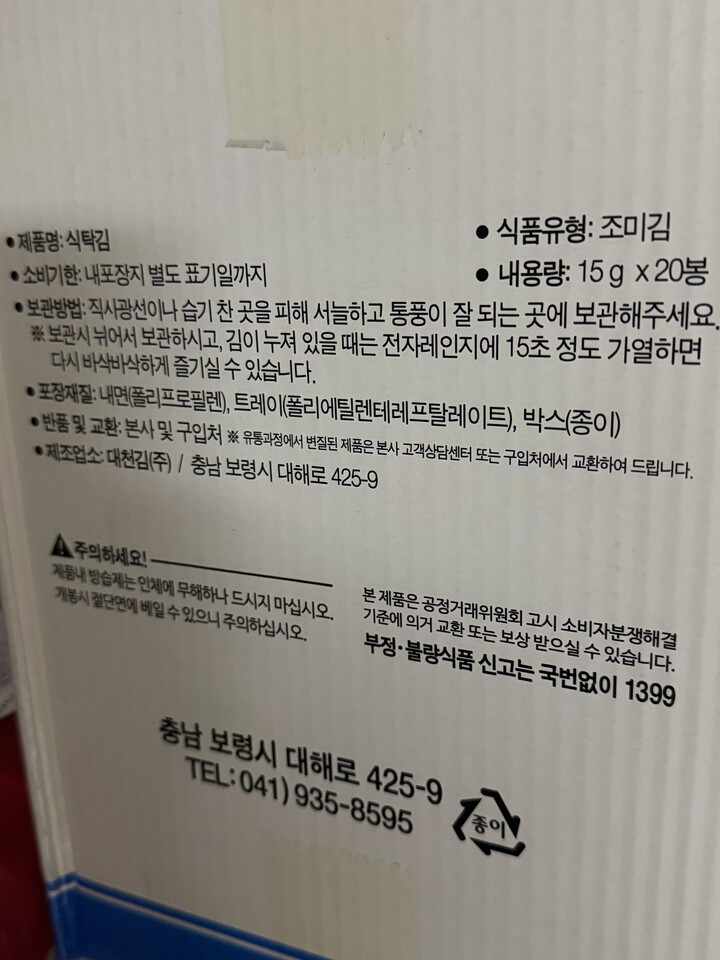 ● 제품명: 식탁김
● 식품유형: 조미김
● 소비기한: 내포장지 별도 표기일까지
● 내용량: 15 g x 20봉
● 보관방법: 직사광선이나 습기 찬 곳을 피해 서늘하고 통풍이 잘 되는 곳에 보관해주세요.
※ 보관시 뉘어서 보관하시고, 김이 누져 있을 때는 전자레인지에 15초 정도 가열하면
다시 바삭바삭하게 즐기실 수 있습니다.
● 포장재질: 내면(폴리프로필렌), 트레이(폴리에틸렌테레프탈레이트), 박스(종이)
● 반품 및 교환: 본사 및 구입처 ※ 유통과정에서 변질된 제품은 본사 고객상담센터 또는 구입처에서 교환하여 드립니다.
● 제조업소: 대천김(주) / 충남 보령시 대해로 425-9
주의하세요!
제품내 방습제는 인체에 무해하나 드시지 마십시오.
개봉시 절단면에 베일 수 있으니 주의하십시오.
본 제품은 공정거래위원회 고시 소비자분쟁해결
기준에 의거 교환 또는 보상 받으실 수 있습니다.
부정·불량식품 신고는 국번없이 1399
충남 보령시 대해로 425-9
TEL: 041) 935-8595
종이